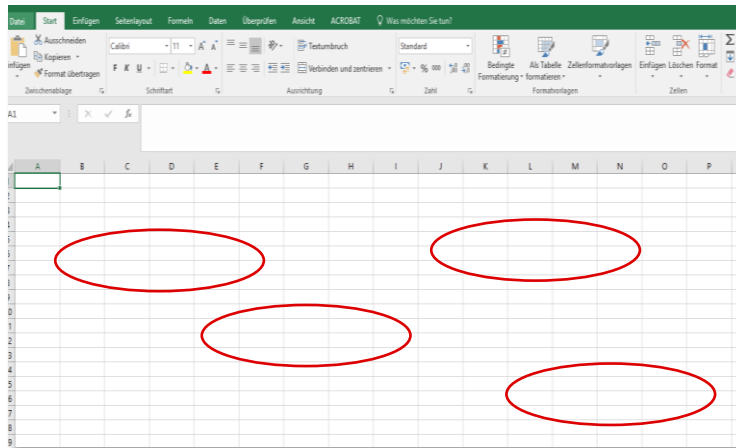 Datei Start Einfügen Seitenlayout Formeln Daten Überprüfen Ansicht ACROBAT Was möchten Sie tun?
Ausschneiden
Kopieren
Format übertragen
Zwischenablage
Calibri 11
F K U
Schriftart
Textumbruch
Verbinden und zentrieren
Ausrichtung
Standard
% 000
Zahl
Bedingte Formatierung
Als Tabelle formatieren
Zellenformatvorlagen
Formatvorlagen
Einfügen Löschen Format
Zellen
A1 fx
A B C D E F G H I J K L M N O P